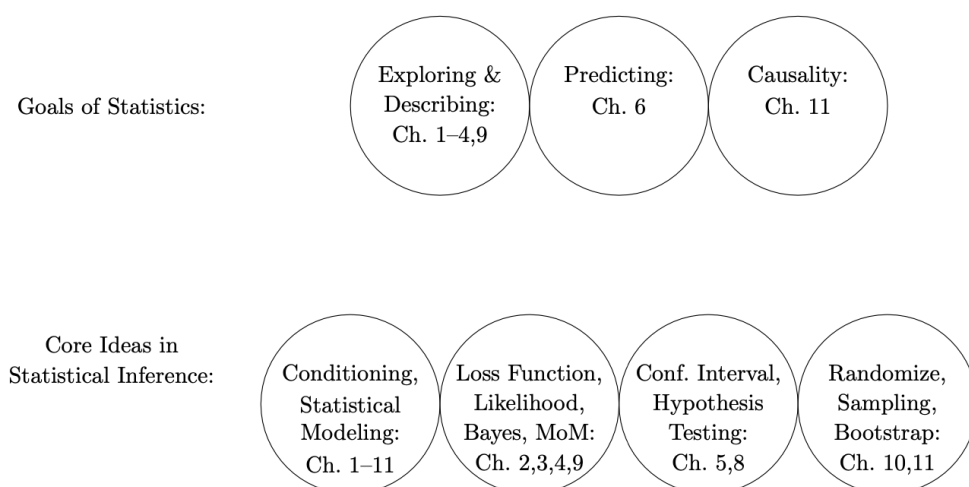 Goals of Statistics:
Exploring &
Describing:
Ch. 1–4,9
Predicting:
Ch. 6
Causality:
Ch. 11
Core Ideas in
Statistical Inference:
Conditioning,
Statistical
Modeling:
Ch. 1–11
Loss Function,
Likelihood,
Bayes, MoM:
Ch. 2,3,4,9
Conf. Interval,
Hypothesis
Testing:
Ch. 5,8
Randomize,
Sampling,
Bootstrap:
Ch. 10,11